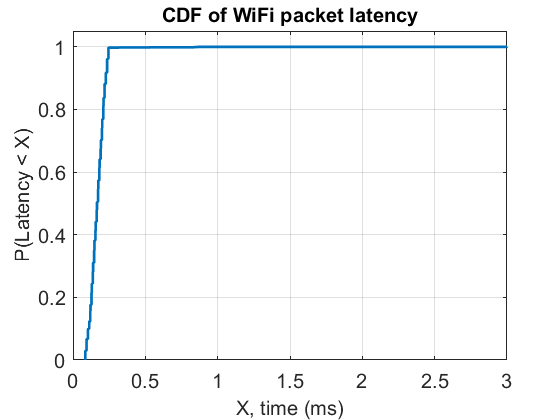 CDF of WiFi packet latency
P(Latency < X)
1
0.8
0.6
0.4
0.2
0
0 0.5 1 1.5 2 2.5 3
X, time (ms)